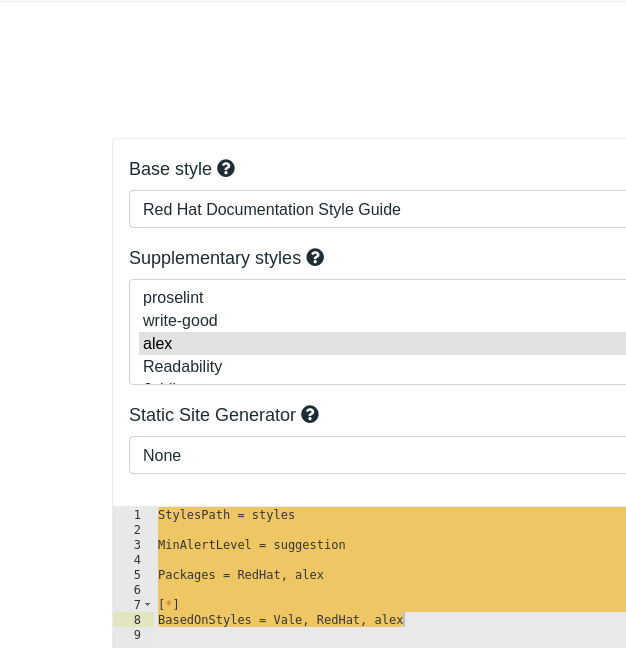 Base style
Red Hat Documentation Style Guide
Supplementary styles
proselint
write-good
alex
Readability
Static Site Generator
None
1 StylesPath = styles
2
3 MinAlertLevel = suggestion
4
5 Packages = RedHat, alex
6
7 [*]
8 BasedOnStyles = Vale, RedHat, alex
9